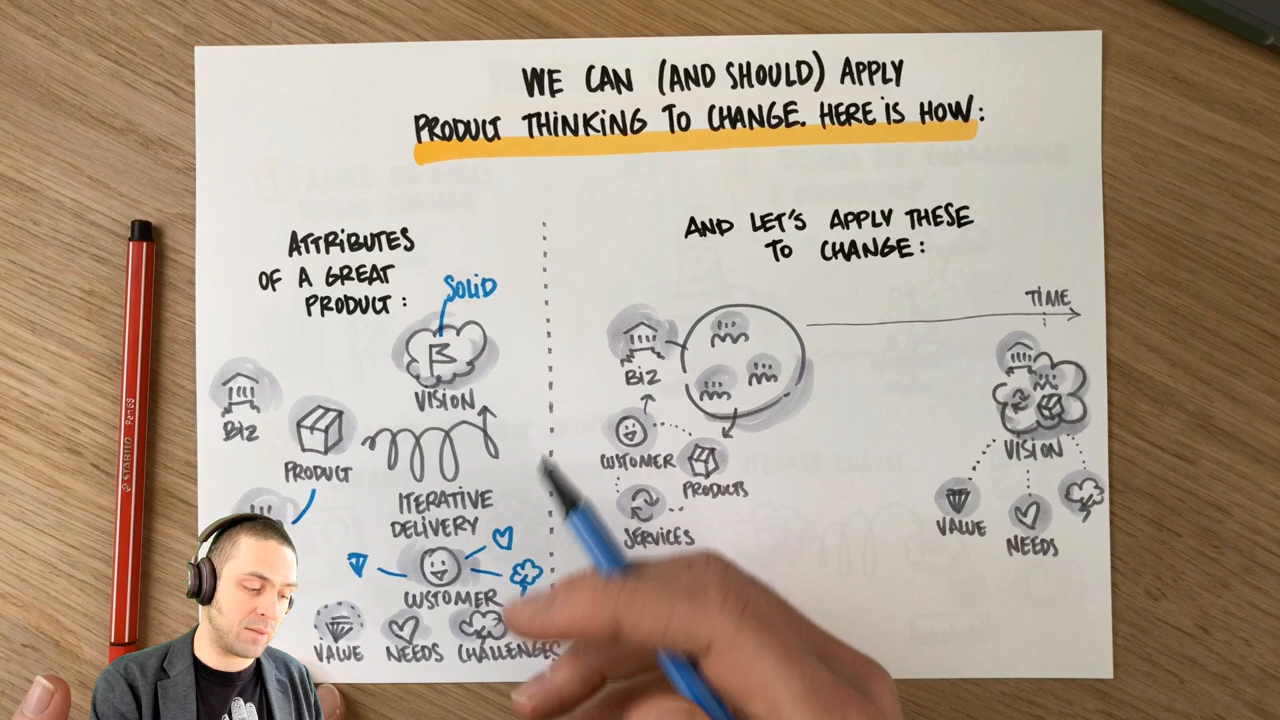 WE CAN (AND SHOULD) APPLY
PRODUCT THINKING TO CHANGE. HERE IS HOW:
ATTRIBUTES
OF A GREAT
PRODUCT:
SOLID
VISION
BIZ
PRODUCT
ITERATIVE
DELIVERY
CUSTOMER
VALUE
NEEDS
CHALLENGES
AND LET'S APPLY THESE
TO CHANGE:
TIME
BIZ
CUSTOMER
PRODUCTS
SERVICES
VISION
VALUE
NEEDS
STABILO Pen 68